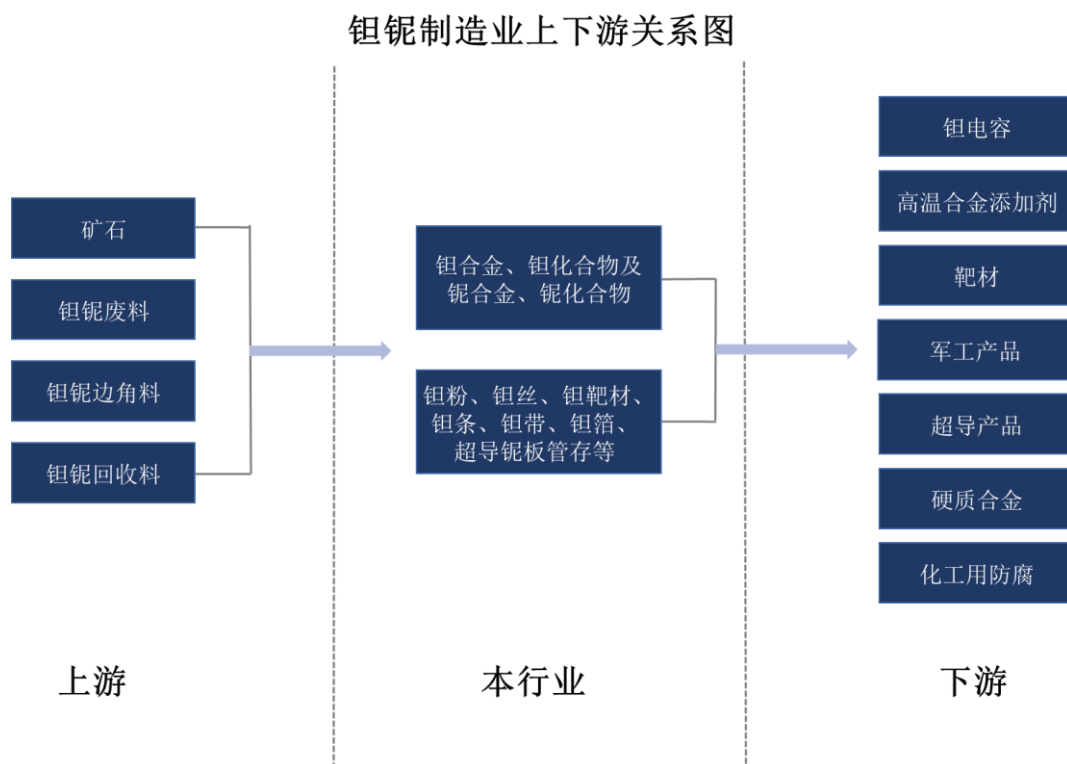 钽铌制造业上下游关系图
矿石
钽铌废料
钽铌边角料
钽铌回收料
上游
钽合金、钽化合物及
铌合金、铌化合物
钽粉、钽丝、钽靶材、
钽条、钽带、钽箔、
超导铌板管存等
本行业
钽电容
高温合金添加剂
靶材
军工产品
超导产品
硬质合金
化工用防腐
下游